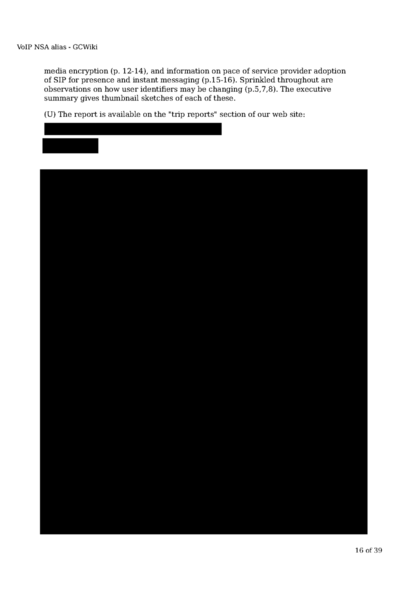 VoIP NSA alias - GCWiki
media encryption (p. 12-14), and information on pace of service provider adoption
of SIP for presence and instant messaging (p.15-16). Sprinkled throughout are
observations on how user identifiers may be changing (p.5,7,8). The executive
summary gives thumbnail sketches of each of these.
(U) The report is available on the "trip reports" section of our web site:
16 of 39